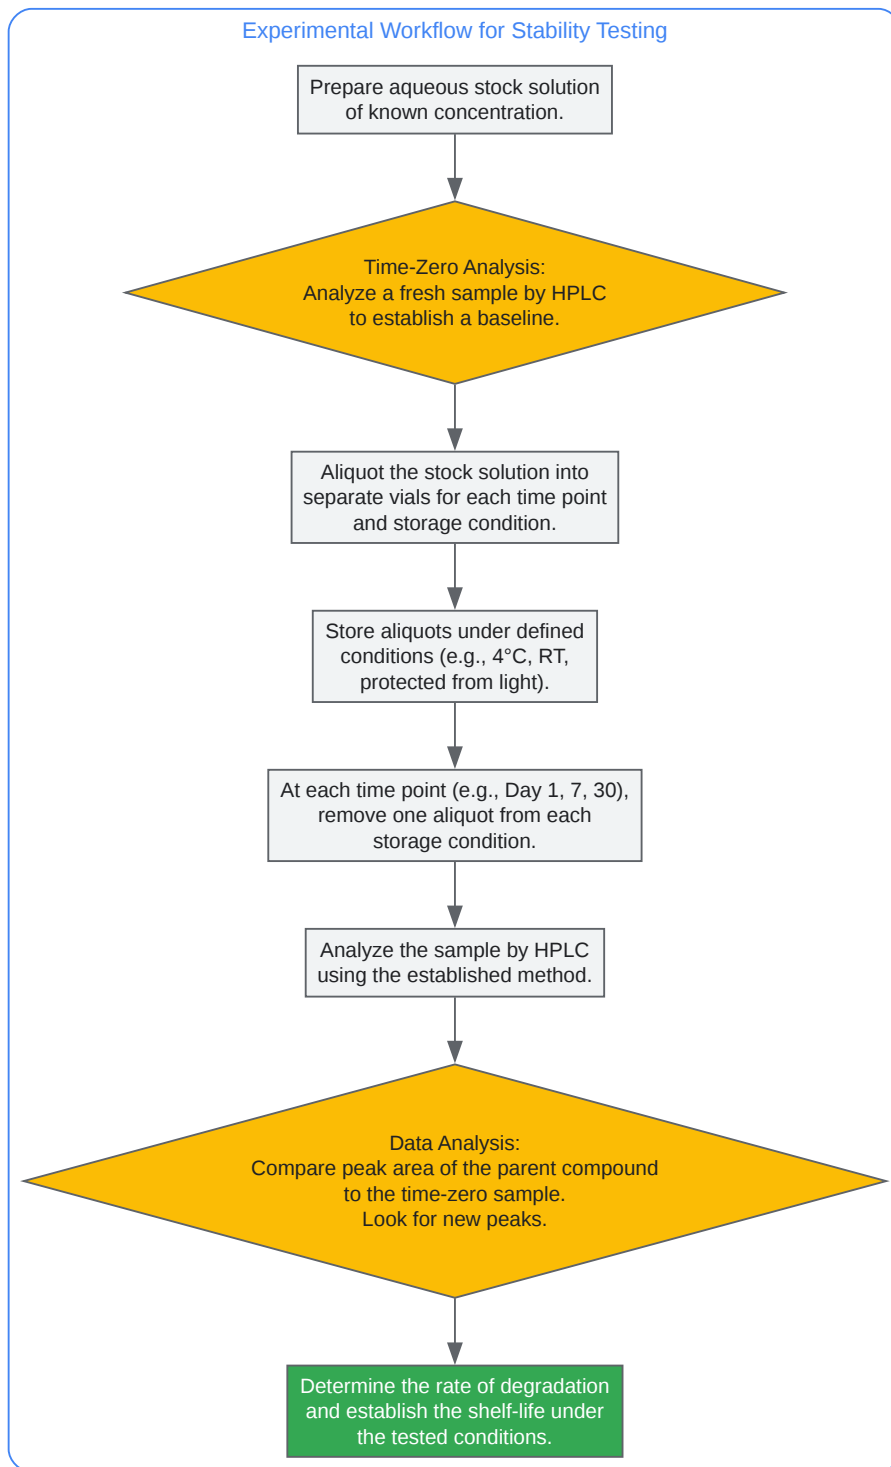 Experimental Workflow for Stability Testing
Prepare aqueous stock solution
of known concentration.
Time-Zero Analysis:
Analyze a fresh sample by HPLC
to establish a baseline.
Aliquot the stock solution into
separate vials for each time point
and storage condition.
Store aliquots under defined
conditions (e.g., 4°C, RT,
protected from light).
At each time point (e.g., Day 1, 7, 30),
remove one aliquot from each
storage condition.
Analyze the sample by HPLC
using the established method.
Data Analysis:
Compare peak area of the parent compound
to the time-zero sample.
Look for new peaks.
Determine the rate of degradation
and establish the shelf-life under
the tested conditions.